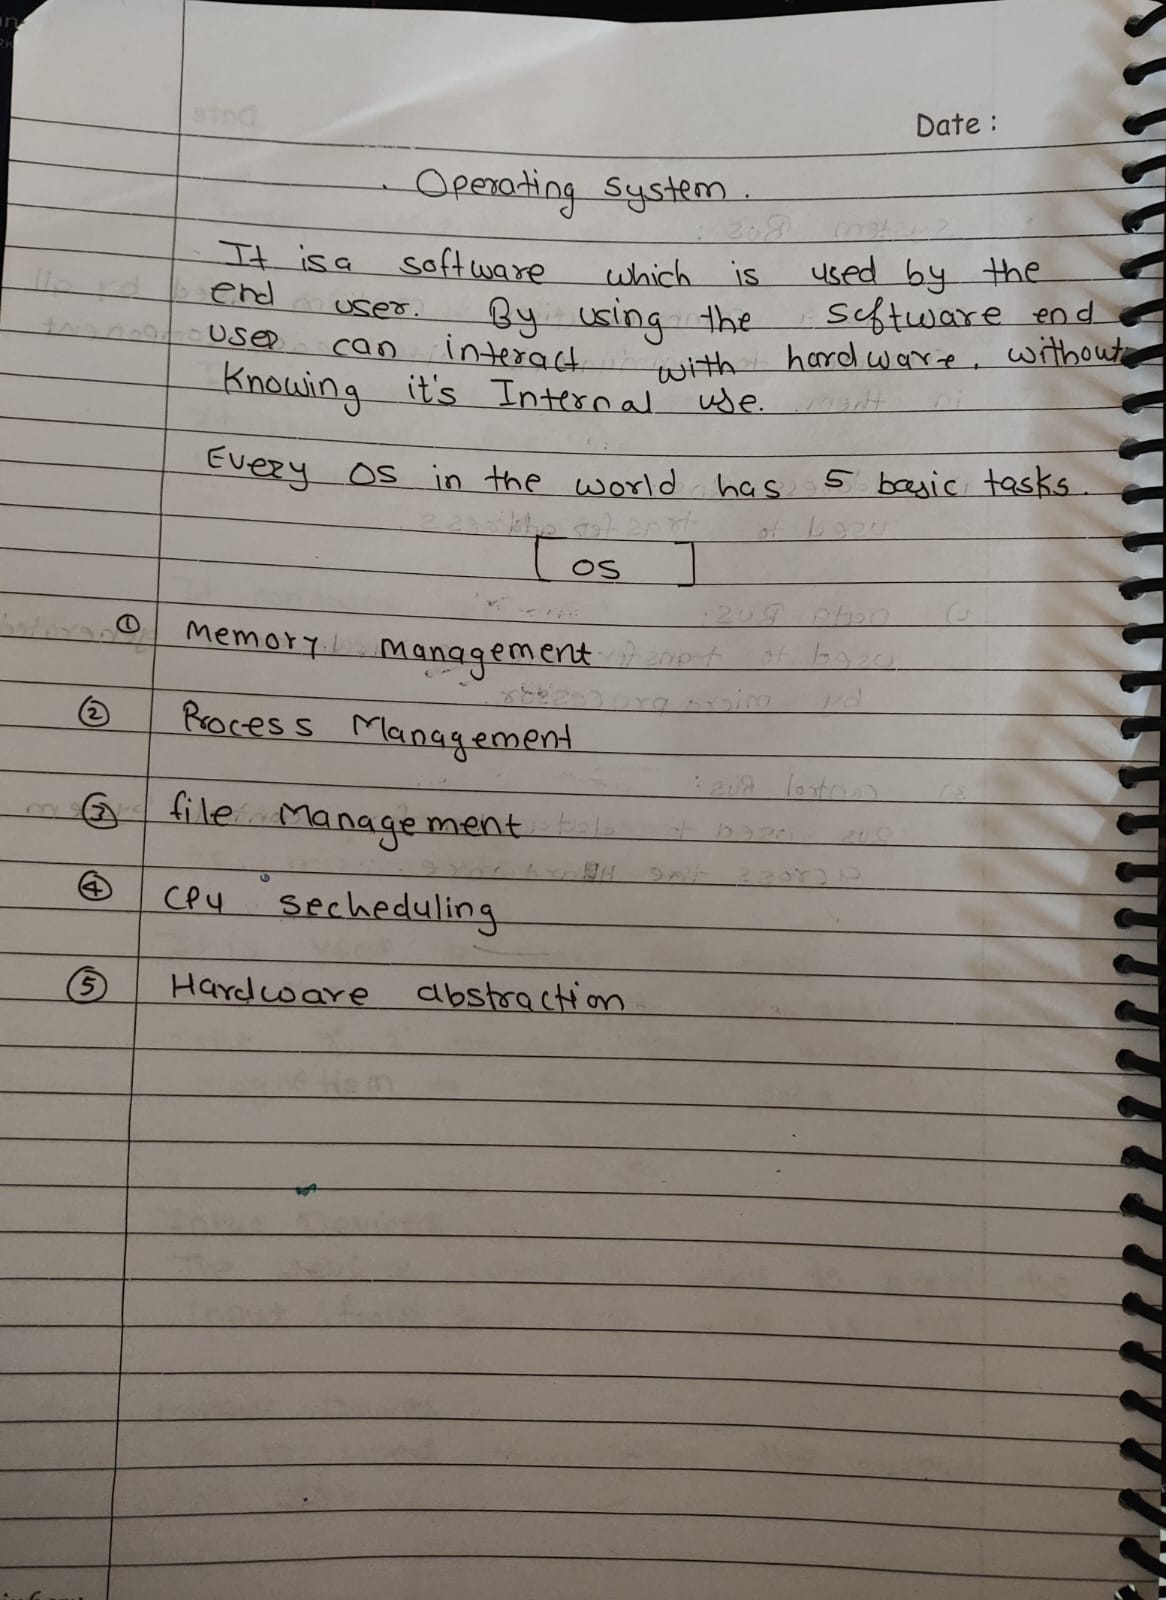 Date :
Operating system.
It is a software which is used by the
end user. By using the software end
user can interact with hardware, without
Knowing it's Internal use.
Every OS in the world has 5 basic tasks.
[ OS ]
① Memory Management
② Process Management
③ file Management
④ CPU secheduling
⑤ Hardware abstraction